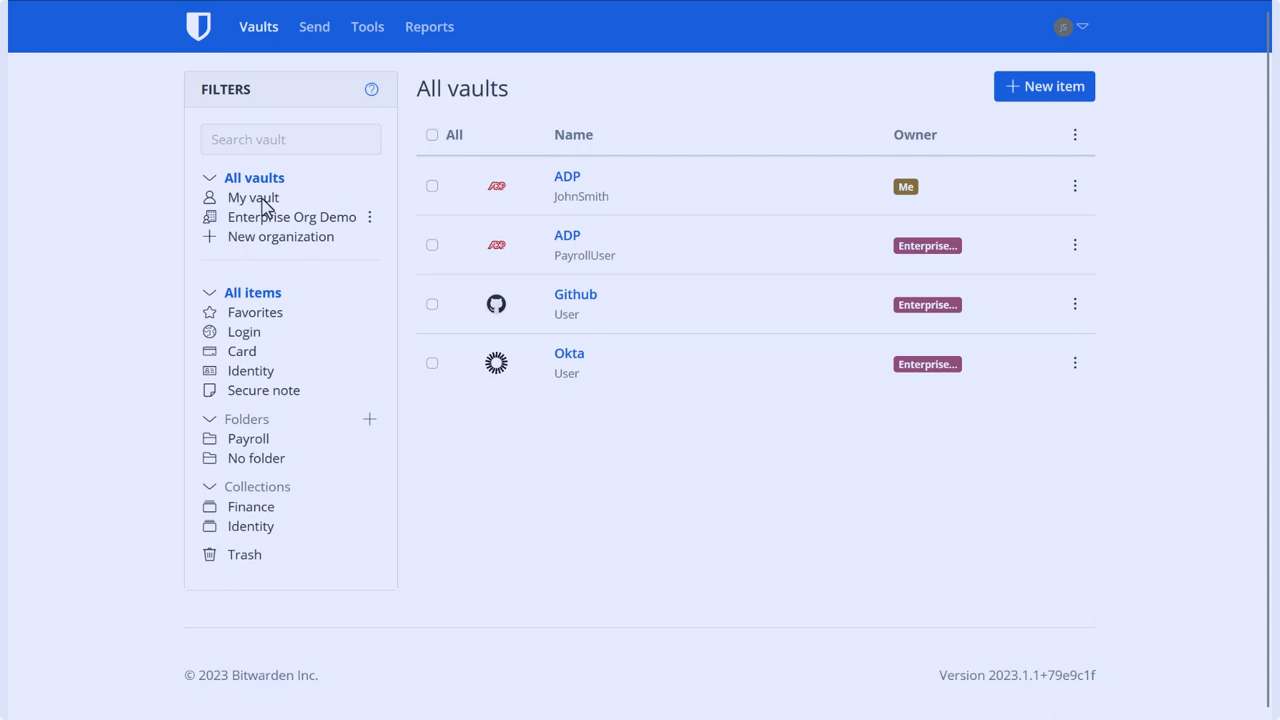 Vaults Send Tools Reports JS
FILTERS
Search vault
All vaults
My vault
Enterprise Org Demo
New organization
All items
Favorites
Login
Card
Identity
Secure note
Folders
Payroll
No folder
Collections
Finance
Identity
Trash
All vaults
New item
All Name Owner
ADP
JohnSmith
Me
ADP
PayrollUser
Enterprise...
Github
User
Enterprise...
Okta
User
Enterprise...
© 2023 Bitwarden Inc.
Version 2023.1.1+79e9c1f